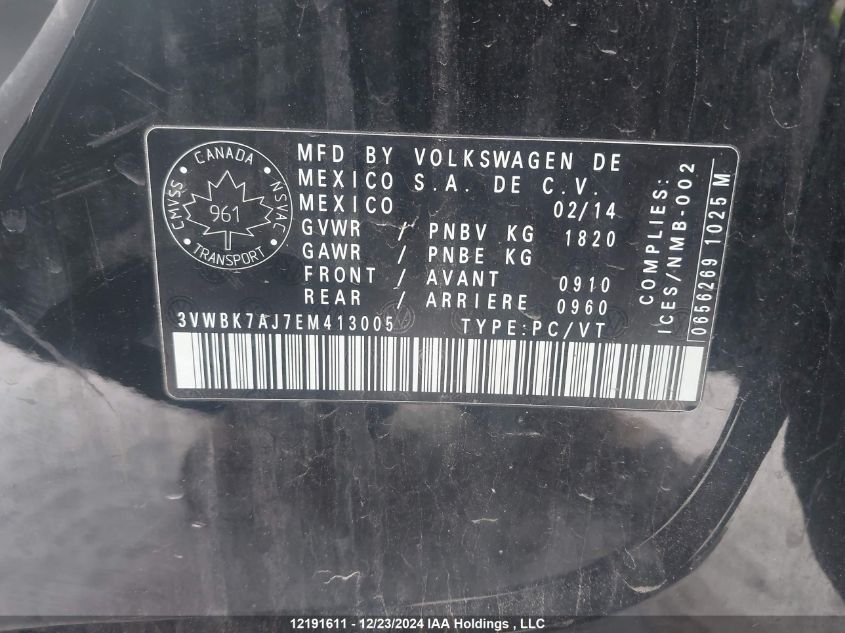 CANADA
CMVSS
NSVAC
961
TRANSPORT
MFD BY VOLKSWAGEN DE
MEXICO S.A. DE C.V.
MEXICO 02/14
GVWR / PNBV KG 1820
GAWR / PNBE KG
FRONT / AVANT 0910
REAR / ARRIERE 0960
3VWBK7AJ7EM413005 TYPE:PC/VT
COMPLIES:
ICES/NMB-002
0656269 1025 M
12191611 - 12/23/2024 IAA Holdings , LLC